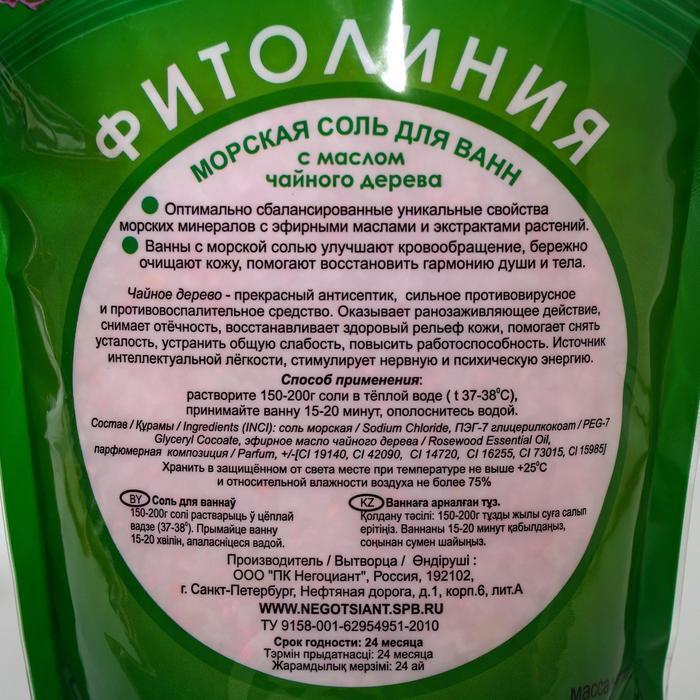 ФИТОЛИНИЯ
МОРСКАЯ СОЛЬ ДЛЯ ВАНН
с маслом
чайного дерева
Оптимально сбалансированные уникальные свойства
морских минералов с эфирными маслами и экстрактами растений.
Ванны с морской солью улучшают кровообращение, бережно
очищают кожу, помогают восстановить гармонию души и тела.
Чайное дерево - прекрасный антисептик, сильное противовирусное
и противовоспалительное средство. Оказывает ранозаживляющее действие,
снимает отёчность, восстанавливает здоровый рельеф кожи, помогает снять
усталость, устранить общую слабость, повысить работоспособность. Источник
интеллектуальной лёгкости, стимулирует нервную и психическую энергию.
Способ применения:
растворите 150-200г соли в тёплой воде ( t 37-38⁰С),
принимайте ванну 15-20 минут, ополоснитесь водой.
Состав / Құрамы / Ingredients (INCI): соль морская / Sodium Chloride, ПЭГ-7 глицерилкокоат / PEG-7
Glyceryl Cocoate, эфирное масло чайного дерева / Rosewood Essential Oil,
парфюмерная композиция / Parfum, +/-[CI 19140, CI 42090, CI 14720, CI 16255, CI 73015, CI 15985]
Хранить в защищённом от света месте при температуре не выше +25⁰С
и относительной влажности воздуха не более 75%
BY Соль для ваннаў
150-200г солі растварыць ў цёплай
вадзе (37-38⁰). Прымайце ванну
15-20 хвілін, апаласніцеся вадой.
KZ Ваннаға арналған тұз.
Қолдану тәсілі: 150-200г тұзды жылы суға салып
ерітіңіз. Ваннаны 15-20 минут қабылдаңыз,
соңынан сумен шайыңыз.
Производитель / Вытворца / Өндіруші :
ООО "ПК Негоциант", Россия, 192102,
г. Санкт-Петербург, Нефтяная дорога, д.1, корп.6, лит.А
WWW.NEGOTSIANT.SPB.RU
ТУ 9158-001-62954951-2010
Срок годности: 24 месяца
Тэрмін прыдатнасці: 24 месяца
Жарамдылық мерзімі: 24 ай
масса